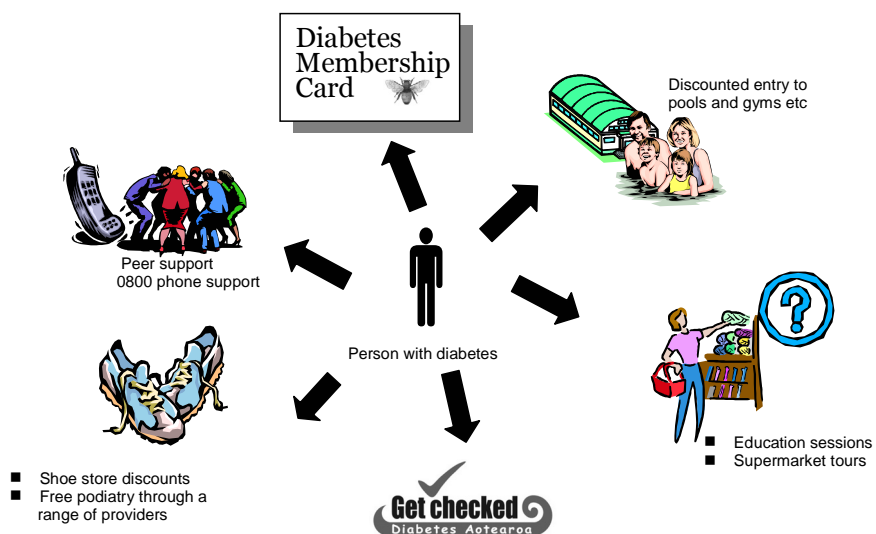 Diabetes
Membership
Card
Discounted entry to
pools and gyms etc
Peer support
0800 phone support
Person with diabetes
?
■ Education sessions
■ Supermarket tours
■ Shoe store discounts
■ Free podiatry through a
range of providers
Get checked
Diabetes Aotearoa